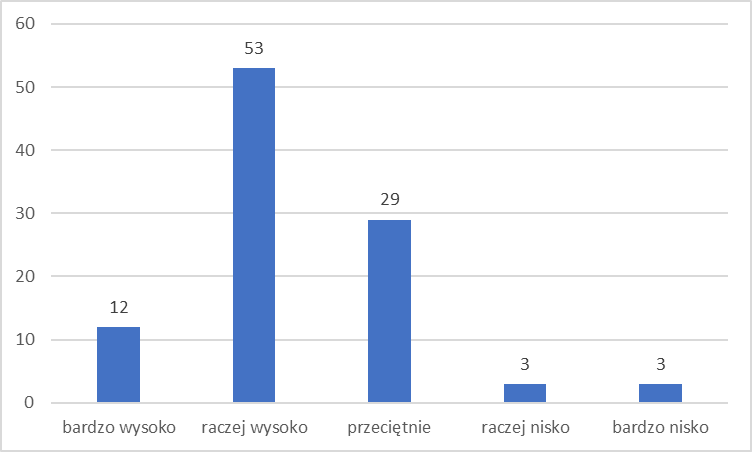 60
53
50
40
30
29
20
12
10
3
3
0
bardzo wysoko
raczej wysoko
przeciętnie
raczej nisko
bardzo nisko